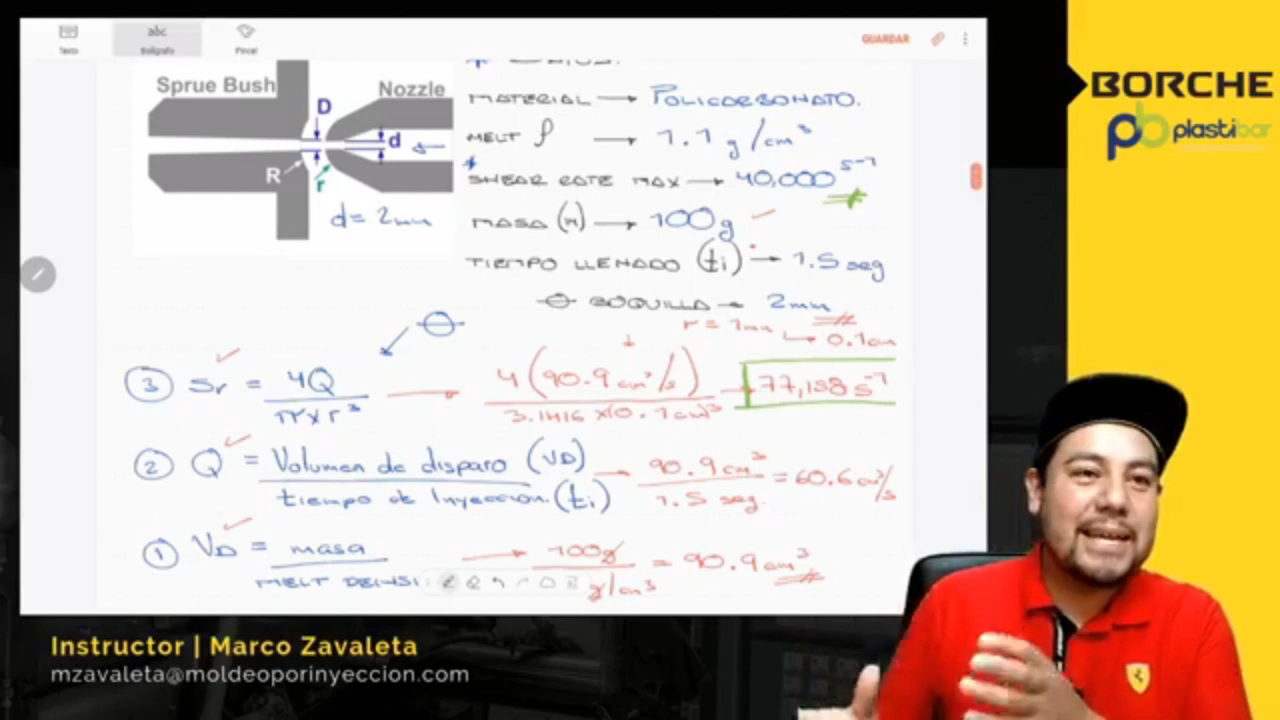 Texto
Bolígrafo
Pincel
GUARDAR
Sprue Bush
Nozzle
D
d
R
r
d = 2mm
MATERIAL → POLICARBONATO.
MELT ρ → 1.1 g/cm³
SHEAR RATE MAX → 40,000 s⁻¹
MASA (m) → 100g
TIEMPO LLENADO (ti) → 1.5 seg
⌀ BOQUILLA → 2mm
r = 1mm
↳ 0.1cm
③ Sr = 4Q / π x r³ → 4 (90.9 cm³/s) / 3.1416 x (0.1cm)³ → 77,158 s⁻¹
② Q = Volumen de disparo (VD) / tiempo de Inyeccion (ti) → 90.9 cm³ / 1.5 seg. = 60.6 cm³/s
① VD = masa / MELT DENSI → 100g / g/cm³ = 90.9 cm³
BORCHE
pb plastibar
Instructor | Marco Zavaleta
mzavaleta@moldeoporinyeccion.com